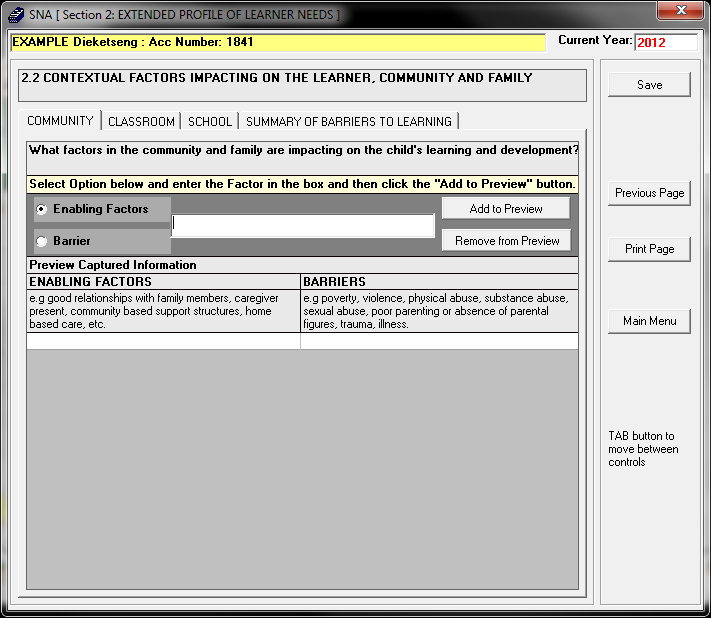 SNA [ Section 2: EXTENDED PROFILE OF LEARNER NEEDS ]
EXAMPLE Dieketseng : Acc Number: 1841
Current Year: 2012
2.2 CONTEXTUAL FACTORS IMPACTING ON THE LEARNER, COMMUNITY AND FAMILY
Save
COMMUNITY CLASSROOM SCHOOL SUMMARY OF BARRIERS TO LEARNING
What factors in the community and family are impacting on the child's learning and development?
Select Option below and enter the Factor in the box and then click the "Add to Preview" button.
Previous Page
Enabling Factors
Add to Preview
Barrier
Remove from Preview
Print Page
Preview Captured Information
ENABLING FACTORS
BARRIERS
e.g good relationships with family members, caregiver
present, community based support structures, home
based care, etc.
e.g poverty, violence, physical abuse, substance abuse,
sexual abuse, poor parenting or absence of parental
figures, trauma, illness.
Main Menu
TAB button to
move between
controls